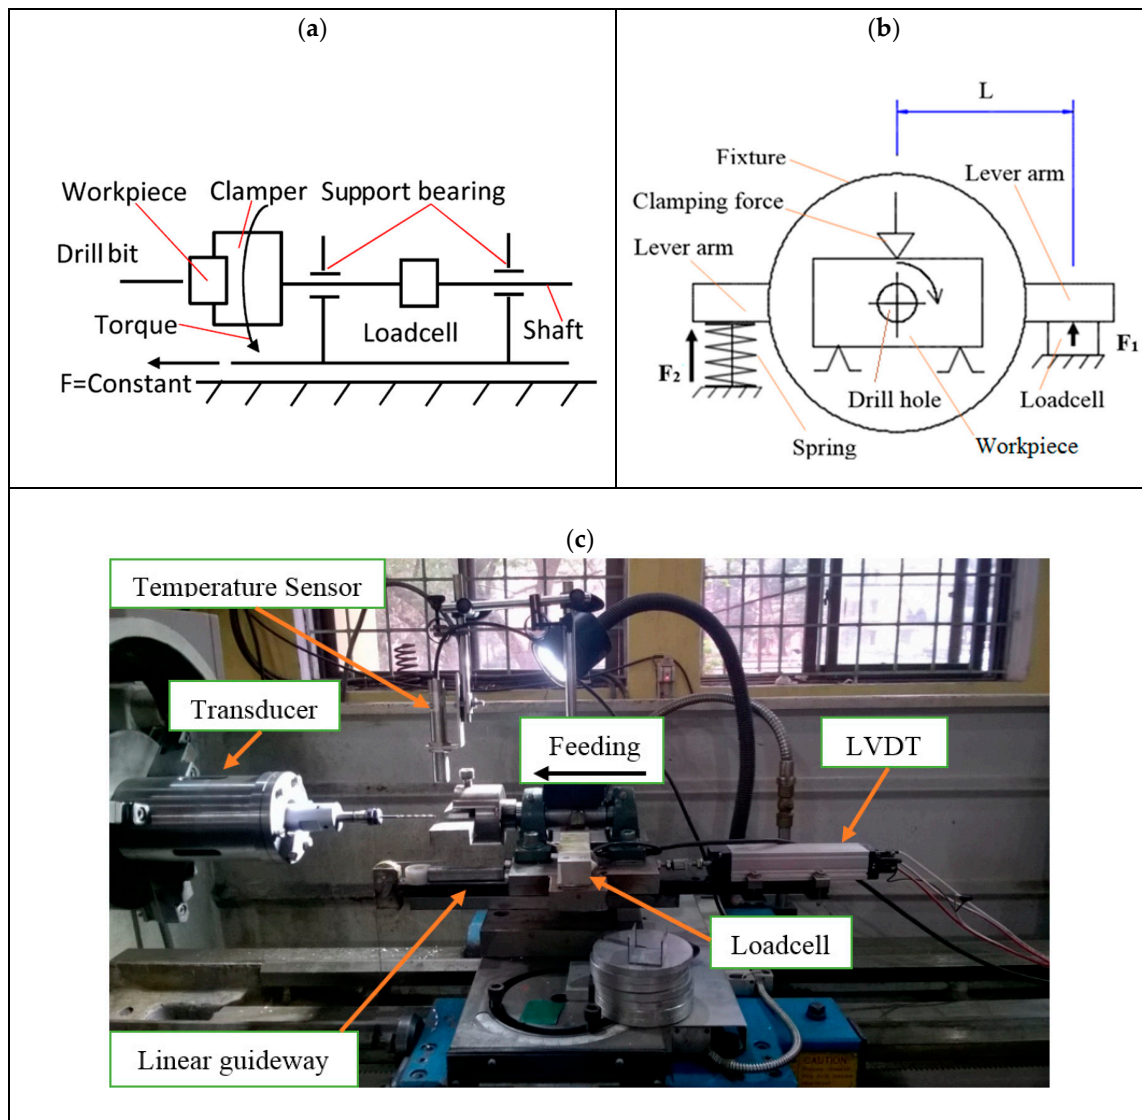 (a)
Workpiece
Clamper
Support bearing
Drill bit
Torque
Loadcell
Shaft
F=Constant
(b)
L
Fixture
Lever arm
Clamping force
Lever arm
F₂
F₁
Drill hole
Loadcell
Spring
Workpiece
(c)
Temperature Sensor
Transducer
Feeding
LVDT
Loadcell
Linear guideway
CAUTION